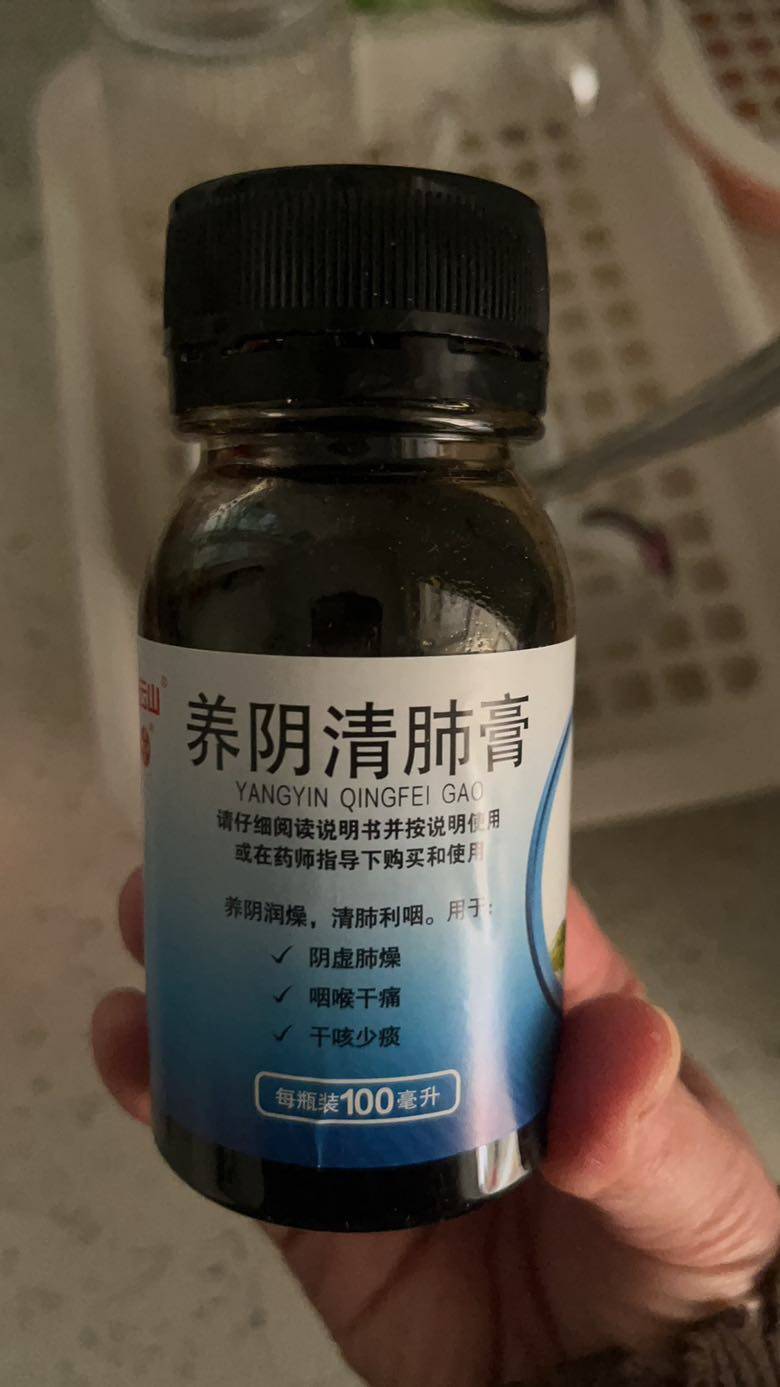 养阴清肺膏
YANGYIN QINGFEI GAO
请仔细阅读说明书并按说明使用
或在药师指导下购买和使用
养阴润燥，清肺利咽。用于：
✓ 阴虚肺燥
✓ 咽喉干痛
✓ 干咳少痰
每瓶装100毫升